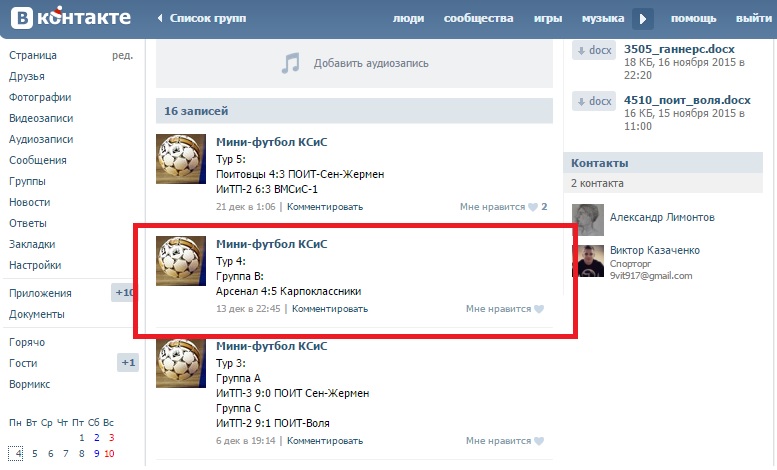 В контакте
Список групп
люди сообщества игры музыка помощь выйти
Страница ред.
Друзья
Фотографии
Видеозаписи
Аудиозаписи
Сообщения
Группы
Новости
Ответы
Закладки
Настройки
Приложения +10
Документы
Горячо
Гости +1
Вормикс
Пн Вт Ср Чт Пт Сб Вс
1 2 3
4 5 6 7 8 9 10
Добавить аудиозапись
16 записей
Мини-футбол КСиС
Тур 5:
Поитовцы 4:3 ПОИТ-Сен-Жермен
ИиТП-2 6:3 ВМСиС-1
21 дек в 1:06 | Комментировать Мне нравится 2
Мини-футбол КСиС
Тур 4:
Группа В:
Арсенал 4:5 Карпоклассники
13 дек в 22:45 | Комментировать Мне нравится
Мини-футбол КСиС
Тур 3:
Группа А
ИиТП-3 9:0 ПОИТ Сен-Жермен
Группа С
ИиТП-2 9:1 ПОИТ-Воля
6 дек в 19:14 | Комментировать Мне нравится
docx 3505_ганнерс.docx
18 КБ, 16 ноября 2015 в
22:20
docx 4510_поит_воля.docx
16 КБ, 15 ноября 2015 в
11:00
Контакты
2 контакта
Александр Лимонтов
Виктор Казаченко
Спорторг
9vit917@gmail.com